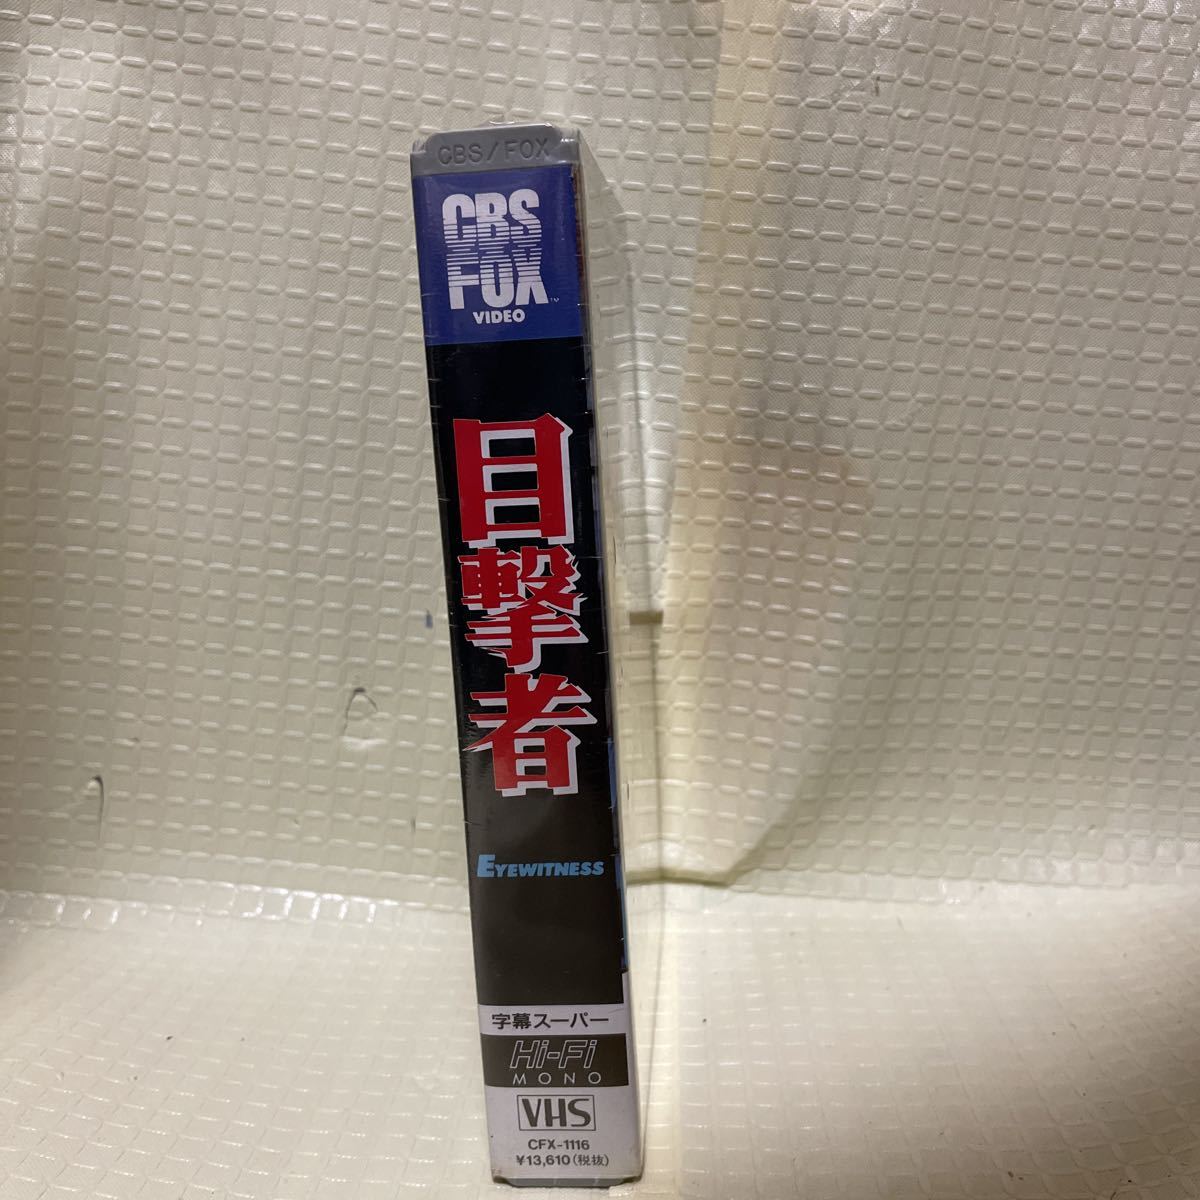 CBS/FOX
CBS
FOX
VIDEO
目撃者
EYEWITNESS
字幕スーパー
Hi-Fi
MONO
VHS
CFX-1116
¥13,610(税抜)